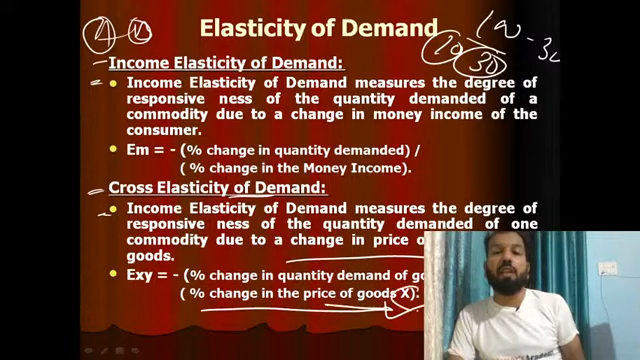 Elasticity of Demand
Income Elasticity of Demand:
Income Elasticity of Demand measures the degree of
responsive ness of the quantity demanded of a
commodity due to a change in money income of the
consumer.
Em = - (% change in quantity demanded) /
( % change in the Money Income).
Cross Elasticity of Demand:
Income Elasticity of Demand measures the degree of
responsive ness of the quantity demanded of one
commodity due to a change in price of
goods.
Exy = - (% change in quantity demand of
( % change in the price of goods X).